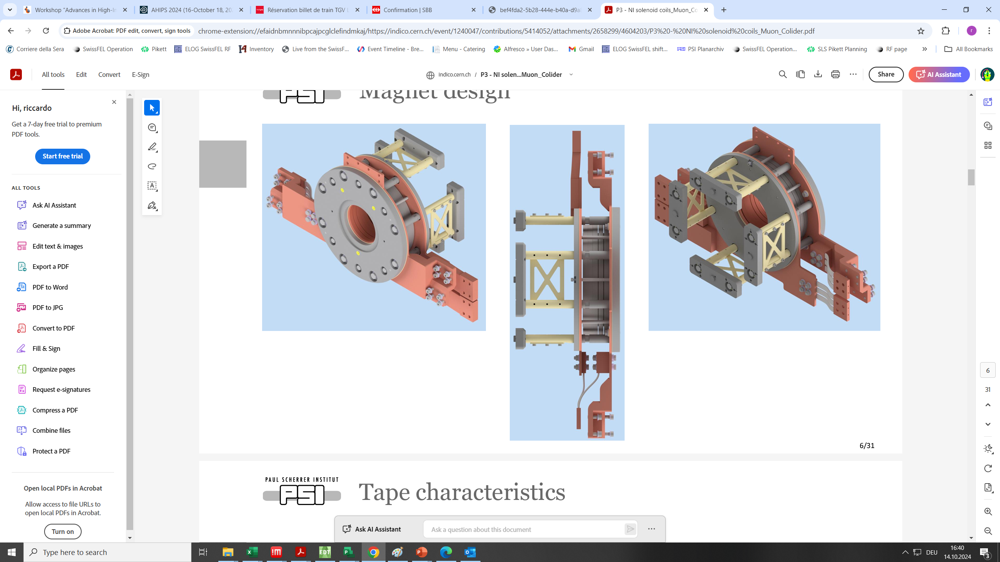 Workshop "Advances in High-In
AHIPS 2024 (16-October 18, 202
Réservation billet de train TGV L
Confirmation | SBB
bef4fda2-5b28-444e-b40a-d9a
P3 - NI solenoid coils_Muon_Co
Adobe Acrobat: PDF edit, convert, sign tools
chrome-extension://efaidnbmnnnibpcajpcglclefindmkaj/https://indico.cern.ch/event/1240047/contributions/5414052/attachments/2658299/4604203/P3%20-%20NI%20solenoid%20coils_Muon_Colider.pdf
r
Corriere della Sera
SwissFEL Operation
Pikett
ELOG SwissFEL RF
Inventory
Live from the SwissF...
Event Timeline - Bre...
Menu - Catering
Alfresco » User Das...
Gmail
ELOG SwissFEL shift...
PSI Planarchiv
SwissFEL Operation...
SLS Pikett Planning
RF page
All Bookmarks
All tools
Edit
Convert
E-Sign
indico.cern.ch / P3 - NI solen...Muon_Colider
Share
AI Assistant
Hi, riccardo
Get a 7-day free trial to premium
PDF tools.
Start free trial
ALL TOOLS
Ask AI Assistant
Generate a summary
Edit text & images
Export a PDF
PDF to Word
PDF to JPG
Convert to PDF
Fill & Sign
Organize pages
Request e-signatures
Compress a PDF
Combine files
Protect a PDF
Open local PDFs in Acrobat
Allow access to file URLs to
open local PDFs in Acrobat.
Turn on
PSI
Magnet design
6/31
PAUL SCHERRER INSTITUT
PSI
Tape characteristics
Ask AI Assistant
Ask a question about this document
6
31
Type here to search
EDT
DEU
16:40
14.10.2024
3